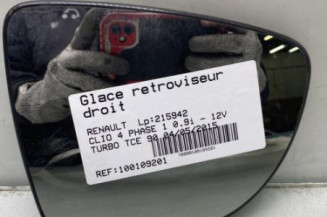 Glace retroviseur
droit
RENAULT Lp:215942
CLIO 4 PHASE 1 0.9i - 12V
TURBO TCE 90 04/05/2015
REF:100109201